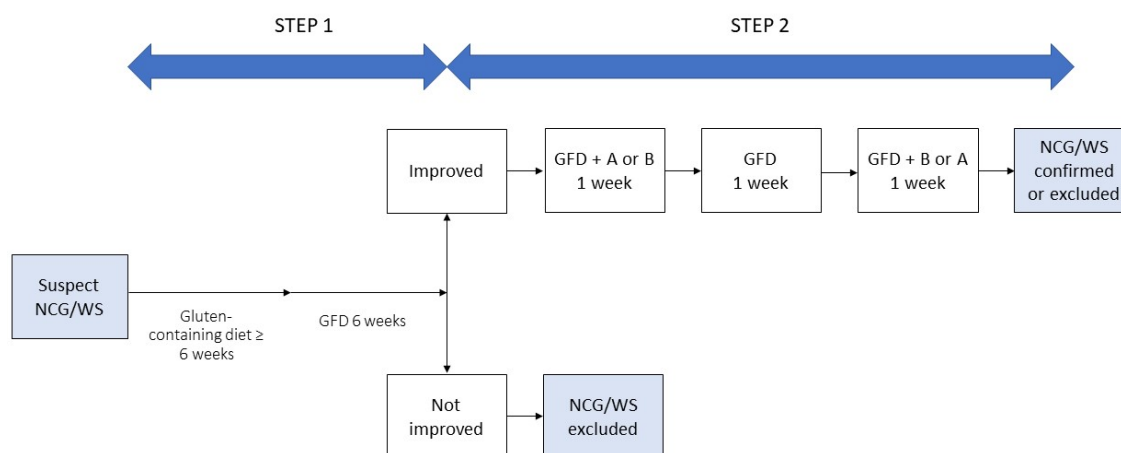 STEP 1
STEP 2
Improved
GFD + A or B
1 week
GFD
1 week
GFD + B or A
1 week
NCG/WS
confirmed
or excluded
Suspect
NCG/WS
Gluten-
containing diet ≥
6 weeks
GFD 6 weeks
Not
improved
NCG/WS
excluded